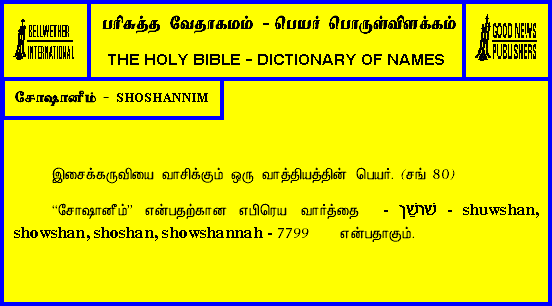 BELLWETHER
INTERNATIONAL
பரிசுத்த வேதாகமம் - பெயர் பொருள்விளக்கம்
THE HOLY BIBLE - DICTIONARY OF NAMES
GOOD NEWS
PUBLISHERS
சோஷானீம் - SHOSHANNIM
இசைக்கருவியை வாசிக்கும் ஒரு வாத்தியத்தின் பெயர். (சங் 80)
“சோஷானீம்” என்பதற்கான எபிரெய வார்த்தை - שׁוֹשַׁן - shuwshan,
showshan, shoshan, showshannah - 7799 என்பதாகும்.